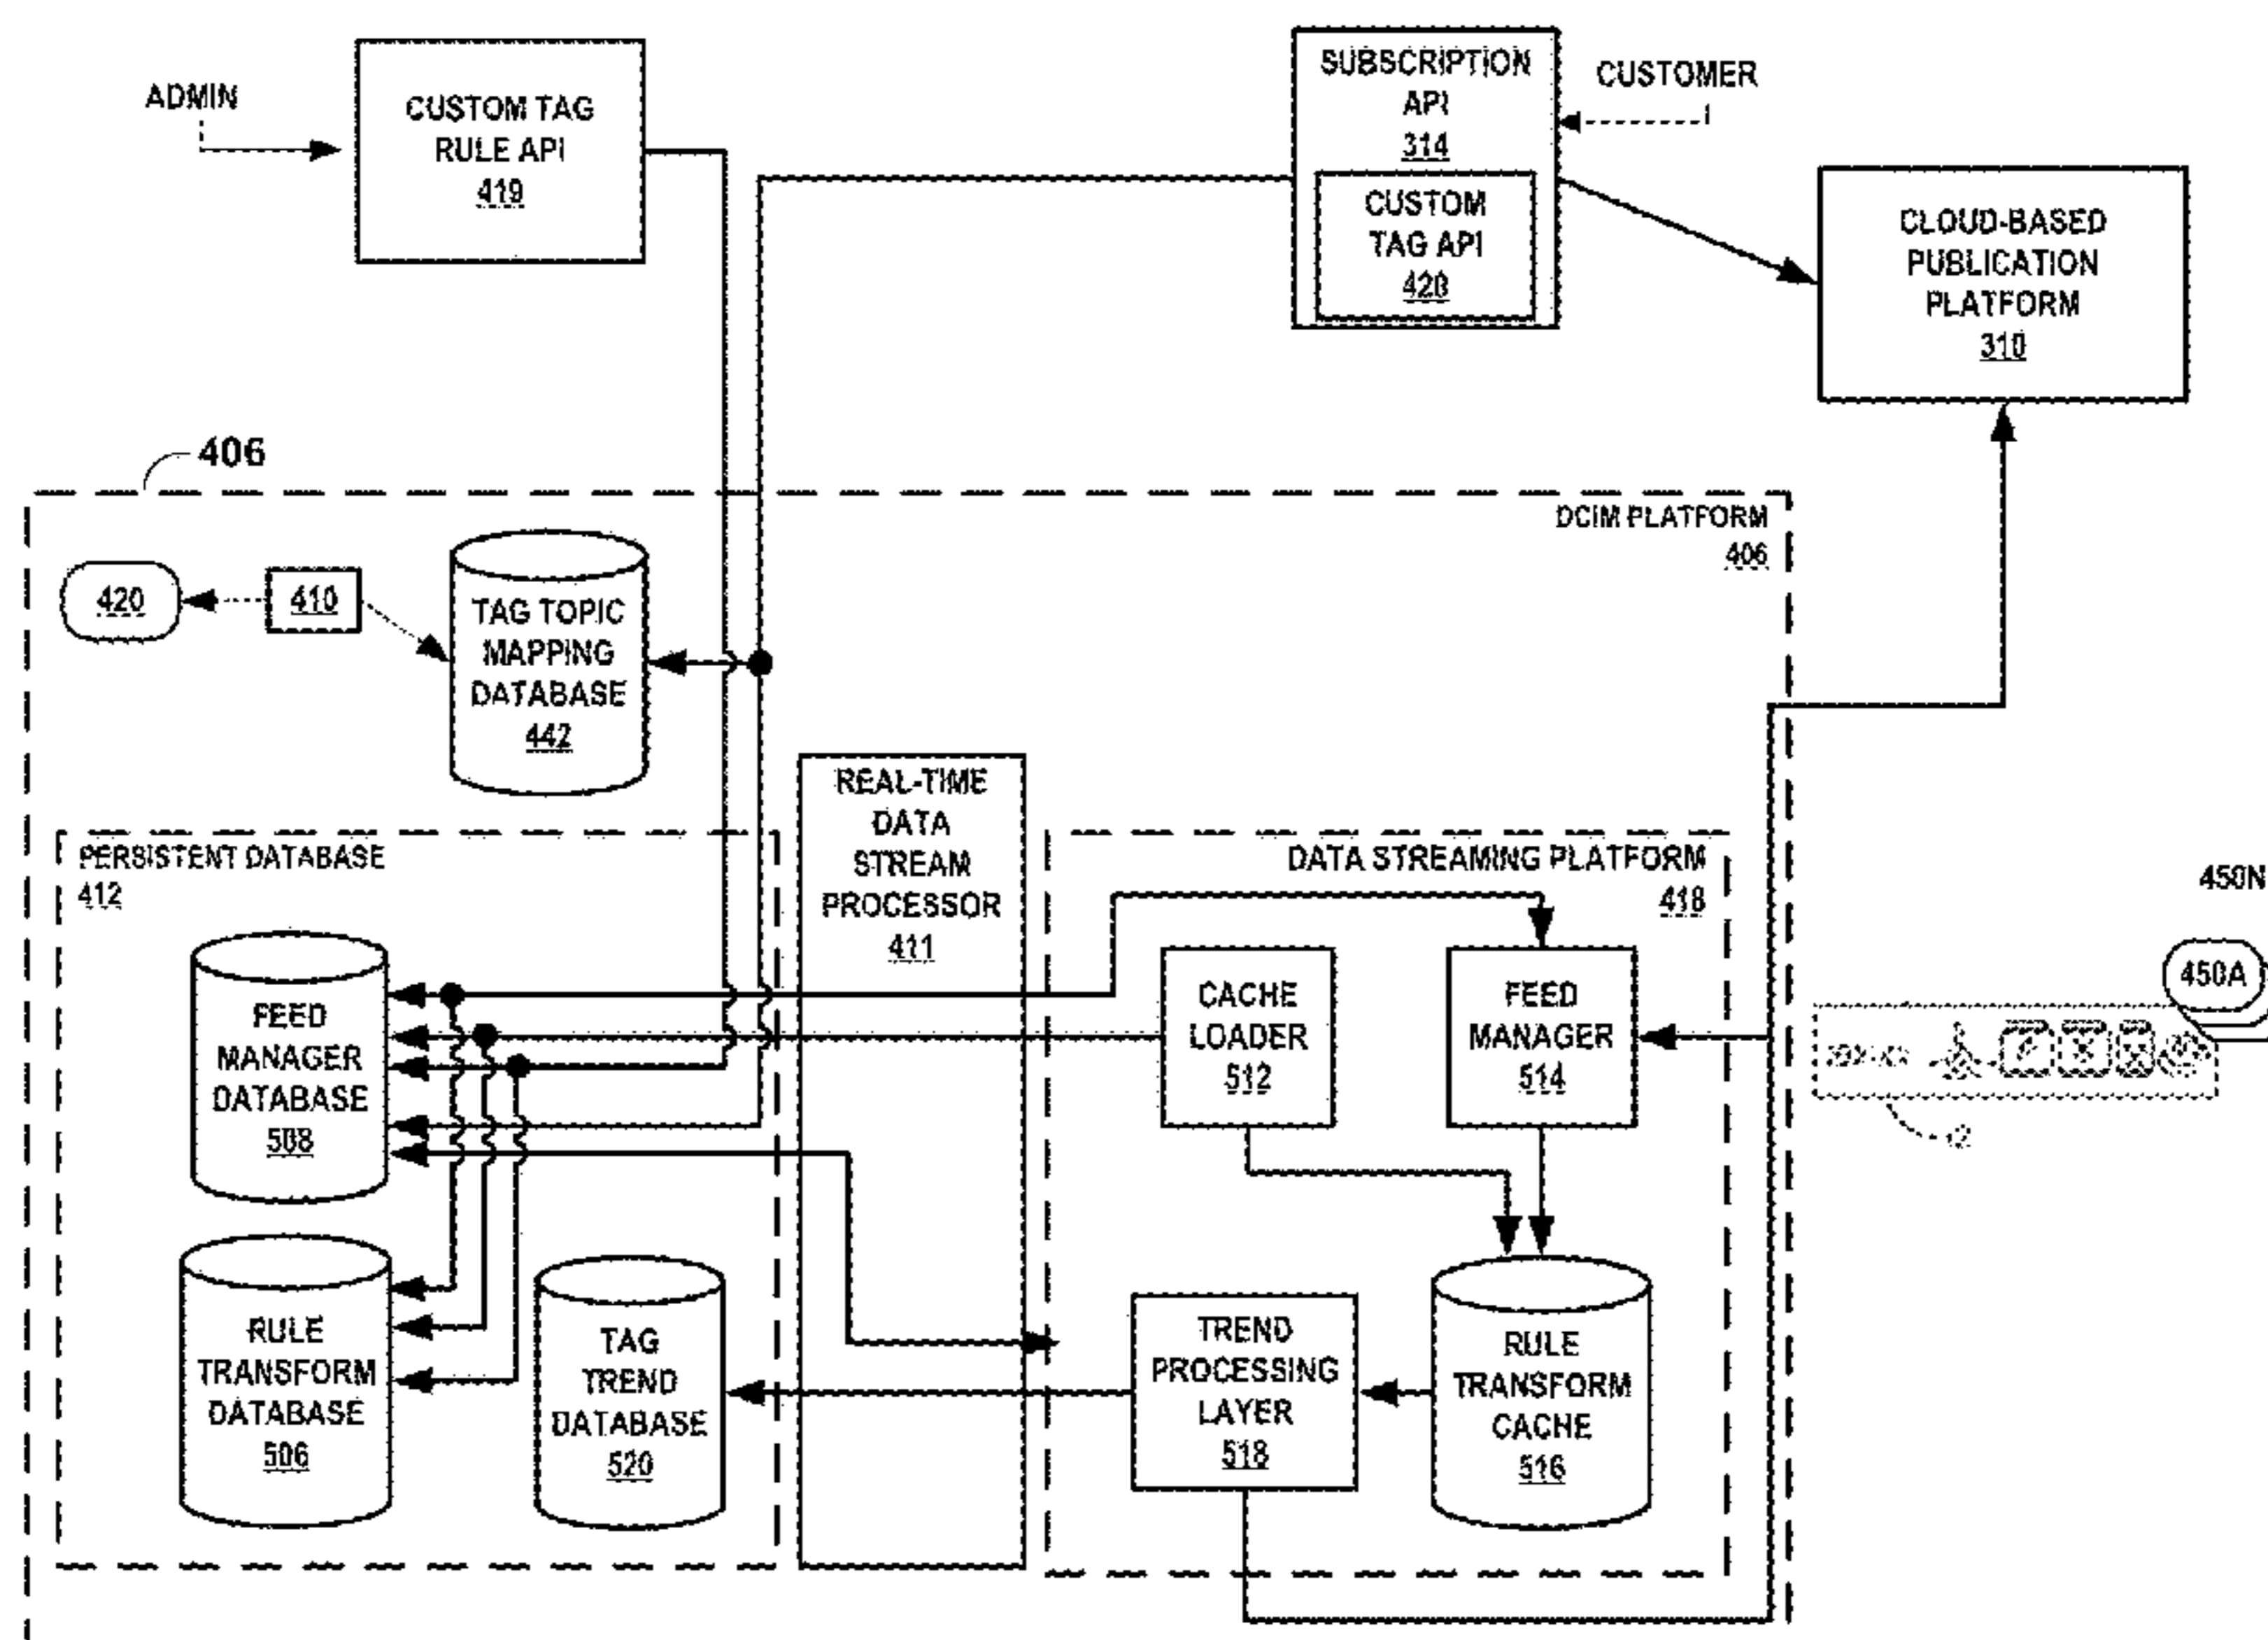 ADMIN
CUSTOM TAG
RULE API
419
SUBSCRIPTION
API
314
CUSTOM
TAG API
420
CUSTOMER
CLOUD-BASED
PUBLICATION
PLATFORM
310
406
DCIM PLATFORM
406
420
410
TAG TOPIC
MAPPING
DATABASE
442
REAL-TIME
DATA
STREAM
PROCESSOR
411
PERSISTENT DATABASE
412
DATA STREAMING PLATFORM
418
450N
450A
FEED
MANAGER
DATABASE
508
CACHE
LOADER
512
FEED
MANAGER
514
RULE
TRANSFORM
DATABASE
506
TAG
TREND
DATABASE
520
TREND
PROCESSING
LAYER
518
RULE
TRANSFORM
CACHE
516